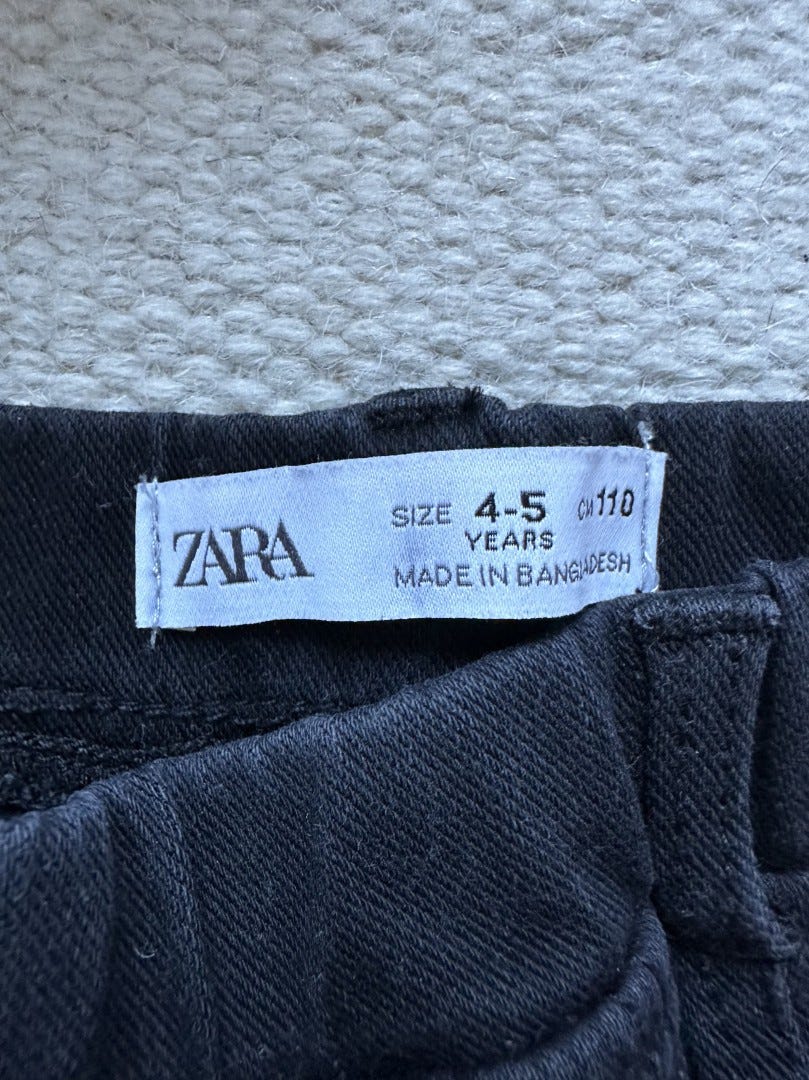 ZARA
SIZE 4-5 CM 110
YEARS
MADE IN BANGLADESH